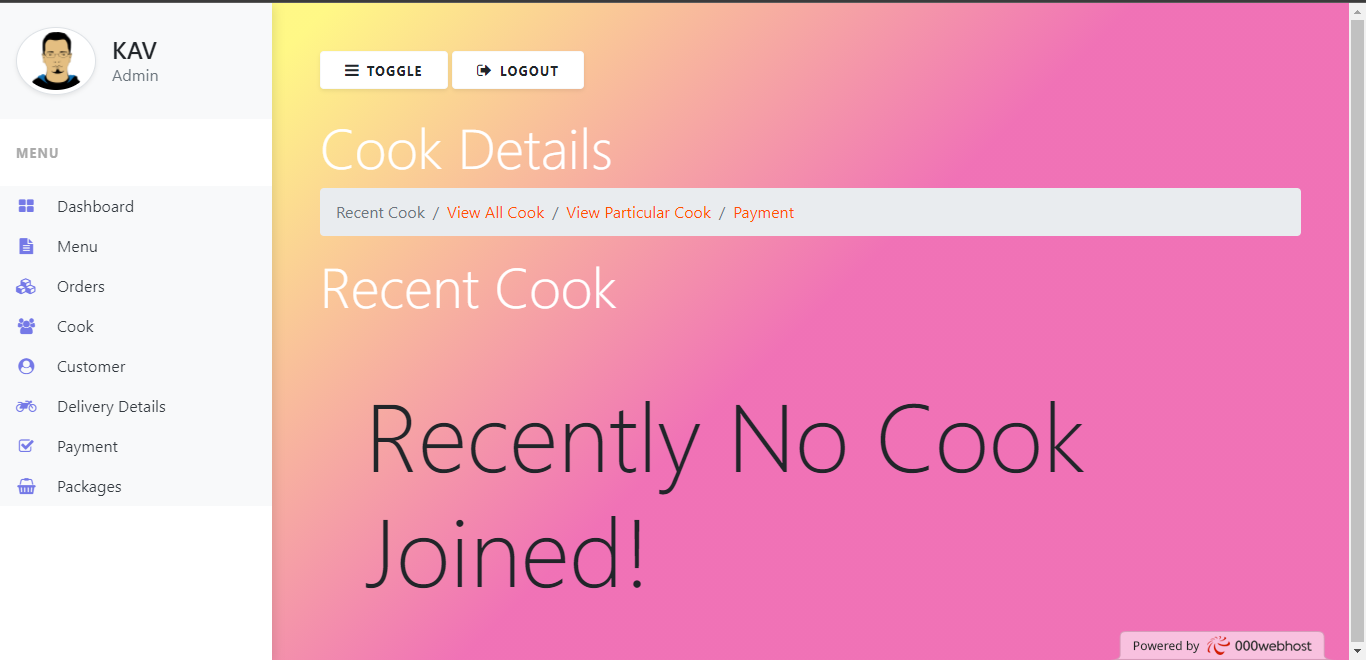 KAV
Admin
MENU
Dashboard
Menu
Orders
Cook
Customer
Delivery Details
Payment
Packages
TOGGLE
LOGOUT
Cook Details
Recent Cook / View All Cook / View Particular Cook / Payment
Recent Cook
Recently No Cook
Joined!
Powered by 000webhost